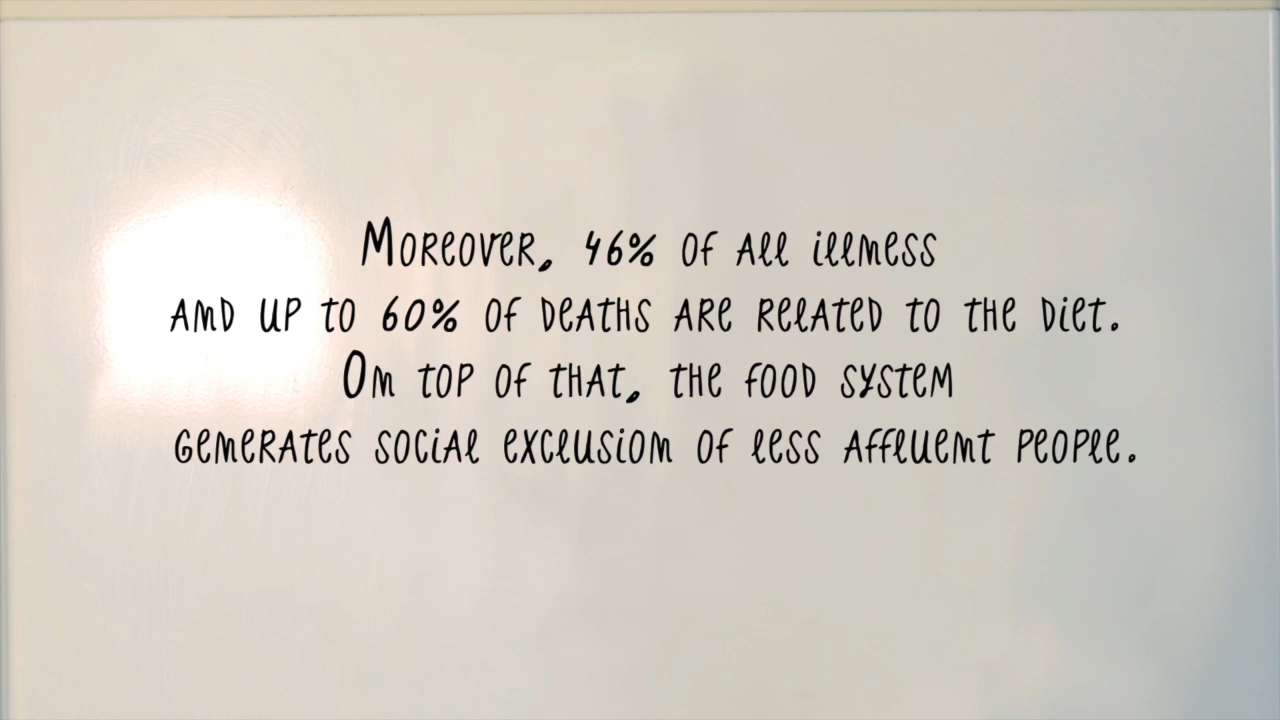 Moreover, 46% of all illness
and up to 60% of deaths are related to the diet.
On top of that, the food system
generates social exclusion of less affluent people.